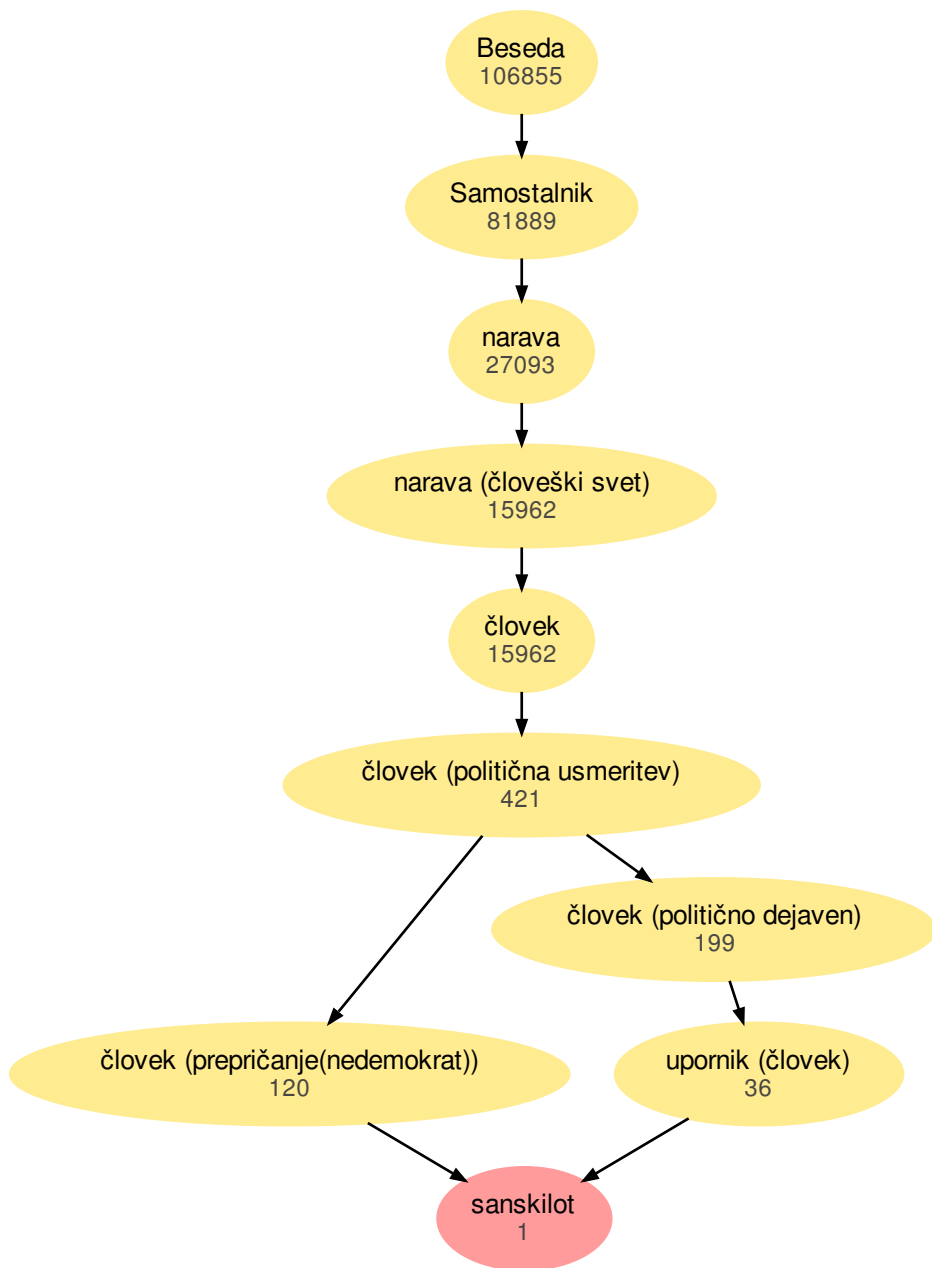 Beseda
106855
Samostalnik
81889
narava
27093
narava (človeški svet)
15962
človek
15962
človek (politična usmeritev)
421
človek (politično dejaven)
199
človek (prepričanje(nedemokrat))
120
upornik (človek)
36
sanskilot
1